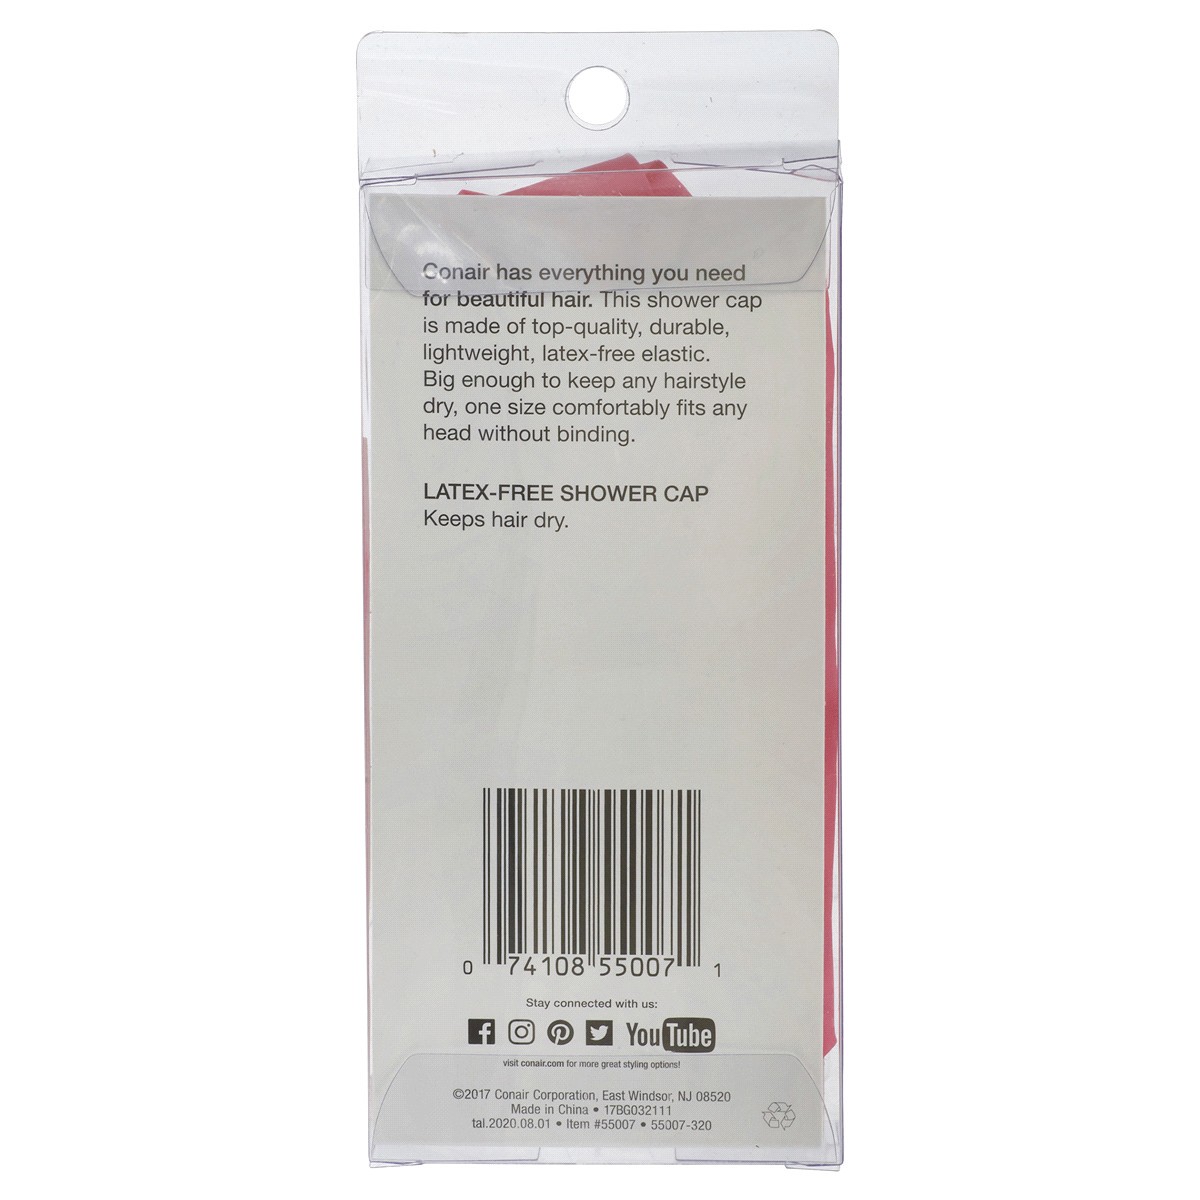 Conair has everything you need
for beautiful hair. This shower cap
is made of top-quality, durable,
lightweight, latex-free elastic.
Big enough to keep any hairstyle
dry, one size comfortably fits any
head without binding.
LATEX-FREE SHOWER CAP
Keeps hair dry.
0 74108 55007 1
Stay connected with us:
YouTube
visit conair.com for more great styling options!
©2017 Conair Corporation, East Windsor, NJ 08520
Made in China • 17BG032111
tal.2020.08.01 • Item #55007 • 55007-320